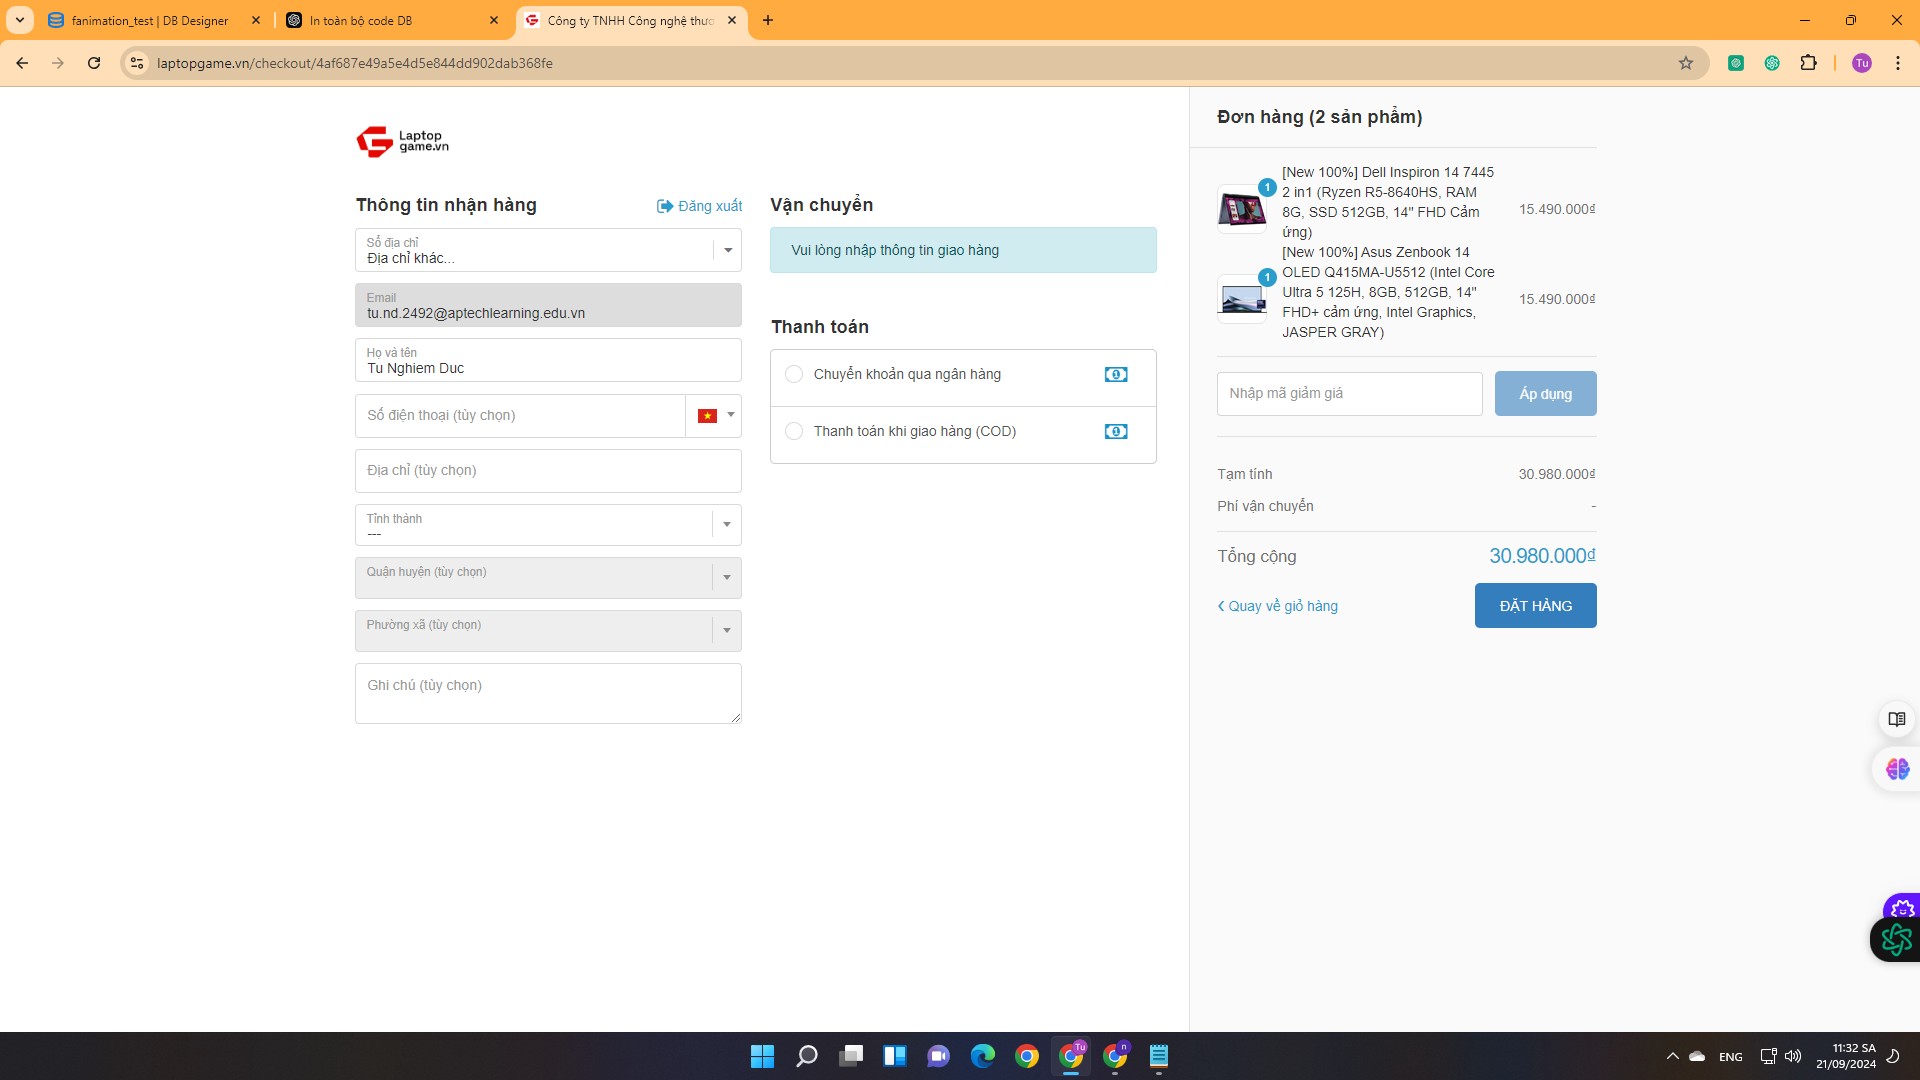 fanimation_test | DB Designer
In toàn bộ code DB
Công ty TNHH Công nghệ thươ
laptopgame.vn/checkout/4af687e49a5e4d5e844dd902dab368fe
Tu
Laptop
game.vn
Thông tin nhận hàng
Đăng xuất
Sổ địa chỉ
Địa chỉ khác...
Email
tu.nd.2492@aptechlearning.edu.vn
Họ và tên
Tu Nghiem Duc
Số điện thoại (tùy chọn)
Địa chỉ (tùy chọn)
Tỉnh thành
---
Quận huyện (tùy chọn)
Phường xã (tùy chọn)
Ghi chú (tùy chọn)
Vận chuyển
Vui lòng nhập thông tin giao hàng
Thanh toán
Chuyển khoản qua ngân hàng
Thanh toán khi giao hàng (COD)
Đơn hàng (2 sản phẩm)
1
[New 100%] Dell Inspiron 14 7445
2 in1 (Ryzen R5-8640HS, RAM
8G, SSD 512GB, 14" FHD Cảm
ứng)
15.490.000₫
1
[New 100%] Asus Zenbook 14
OLED Q415MA-U5512 (Intel Core
Ultra 5 125H, 8GB, 512GB, 14"
FHD+ cảm ứng, Intel Graphics,
JASPER GRAY)
15.490.000₫
Nhập mã giảm giá
Áp dụng
Tạm tính
30.980.000₫
Phí vận chuyển
-
Tổng cộng
30.980.000₫
Quay về giỏ hàng
ĐẶT HÀNG
Tu
n
ENG
11:32 SA
21/09/2024